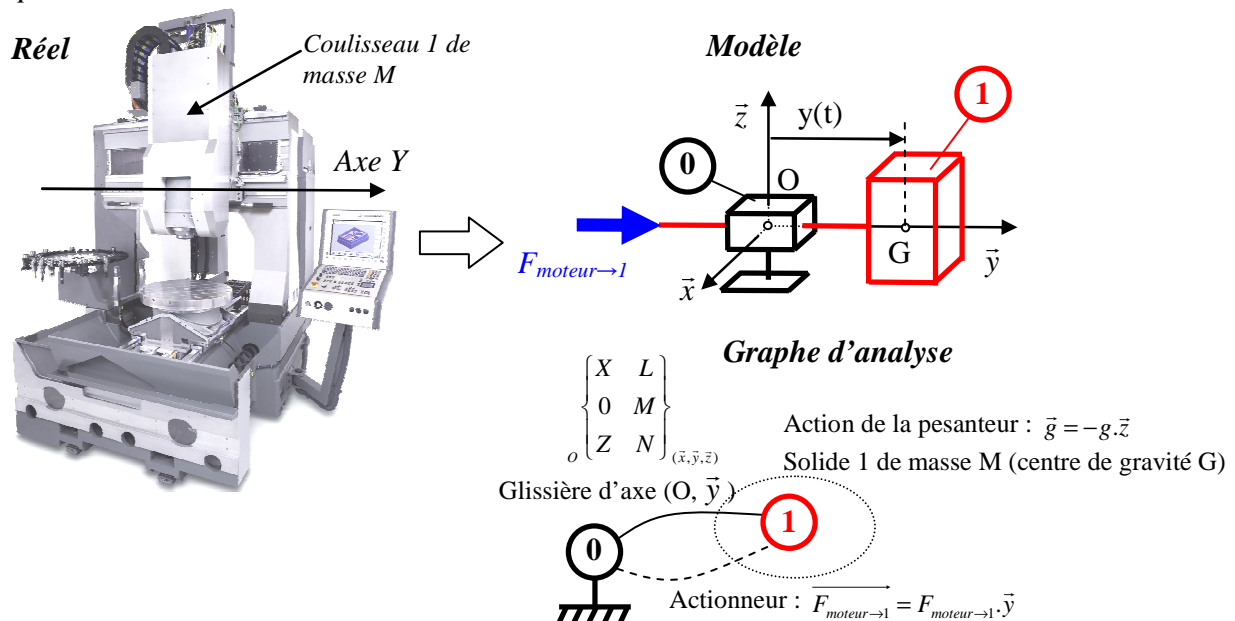 Réel
Coulisseau 1 de
masse M
Axe Y
Modèle
1
z⃗
y(t)
0
O
F moteur→1
G
y⃗
x⃗
Graphe d'analyse
X L
0 M
Z N
O (x⃗,y⃗,z⃗)
Action de la pesanteur : g⃗ = −g.z⃗
Solide 1 de masse M (centre de gravité G)
Glissière d'axe (O, y⃗ )
1
0
Actionneur : F moteur→1 = F moteur→1.y⃗